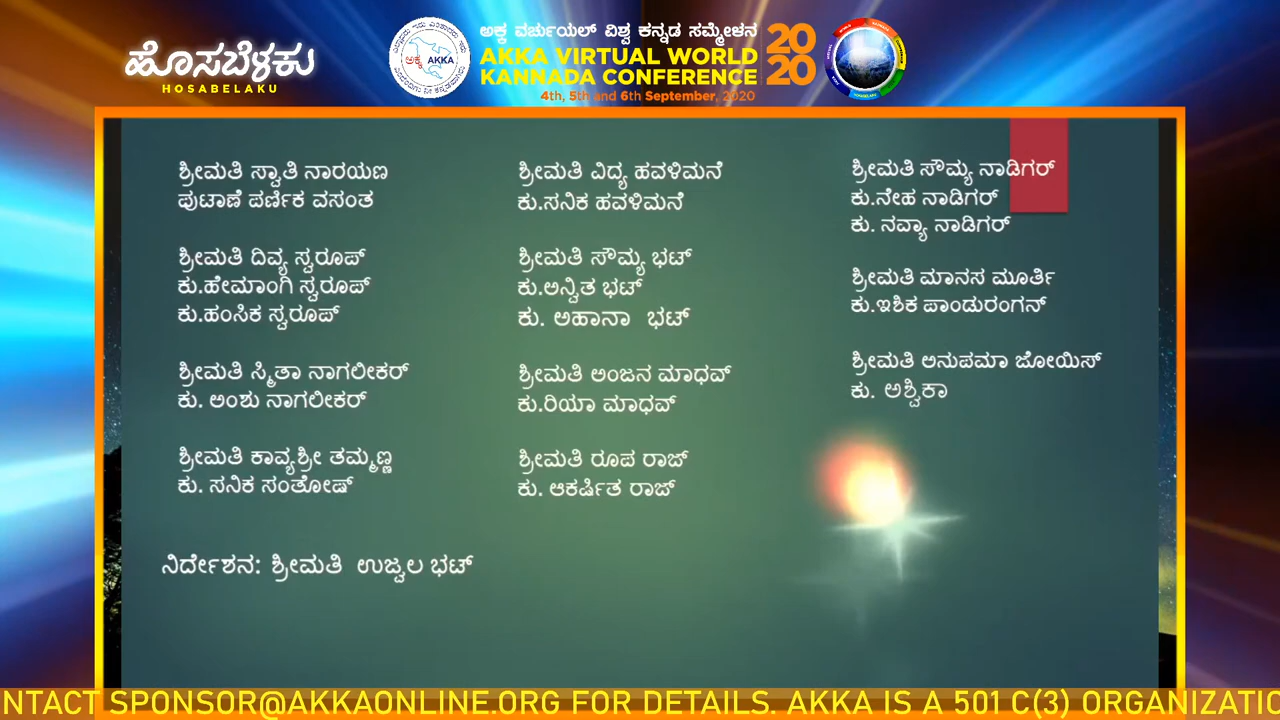 ಹೊಸಬೆಳಕು
HOSABELAKU
AKKA
ಅಕ್ಕ ವರ್ಚುಯಲ್ ವಿಶ್ವ ಕನ್ನಡ ಸಮ್ಮೇಳನ
AKKA VIRTUAL WORLD
KANNADA CONFERENCE
2020
4th, 5th and 6th September, 2020
ಶ್ರೀಮತಿ ಸ್ವಾತಿ ನಾರಯಣ
ಪುಟಾಣೆ ಪರ್ಣಿಕ ವಸಂತ
ಶ್ರೀಮತಿ ದಿವ್ಯ ಸ್ವರೂಪ್
ಕು.ಹೇಮಾಂಗಿ ಸ್ವರೂಪ್
ಕು.ಹಂಸಿಕ ಸ್ವರೂಪ್
ಶ್ರೀಮತಿ ಸ್ಮಿತಾ ನಾಗಲೀಕರ್
ಕು. ಅಂಶು ನಾಗಲೀಕರ್
ಶ್ರೀಮತಿ ಕಾವ್ಯಶ್ರೀ ತಮ್ಮಣ್ಣ
ಕು. ಸನಿಕ ಸಂತೋಷ್
ಶ್ರೀಮತಿ ವಿದ್ಯ ಹವಳಿಮನೆ
ಕು.ಸನಿಕ ಹವಳಿಮನೆ
ಶ್ರೀಮತಿ ಸೌಮ್ಯ ಭಟ್
ಕು.ಅನ್ವಿತ ಭಟ್
ಕು. ಅಹಾನಾ ಭಟ್
ಶ್ರೀಮತಿ ಅಂಜನ ಮಾಧವ್
ಕು.ರಿಯಾ ಮಾಧವ್
ಶ್ರೀಮತಿ ರೂಪ ರಾಜ್
ಕು. ಆಕರ್ಷಿತ ರಾಜ್
ಶ್ರೀಮತಿ ಸೌಮ್ಯ ನಾಡಿಗರ್
ಕು.ನೇಹ ನಾಡಿಗರ್
ಕು. ನವ್ಯಾ ನಾಡಿಗರ್
ಶ್ರೀಮತಿ ಮಾನಸ ಮೂರ್ತಿ
ಕು.ಇಶಿಕ ಪಾಂಡುರಂಗನ್
ಶ್ರೀಮತಿ ಅನುಪಮಾ ಜೋಯಿಸ್
ಕು. ಅಶ್ವಿಕಾ
ನಿರ್ದೇಶನ: ಶ್ರೀಮತಿ ಉಜ್ವಲ ಭಟ್
NTACT SPONSOR@AKKAONLINE.ORG FOR DETAILS. AKKA IS A 501 C(3) ORGANIZATIO